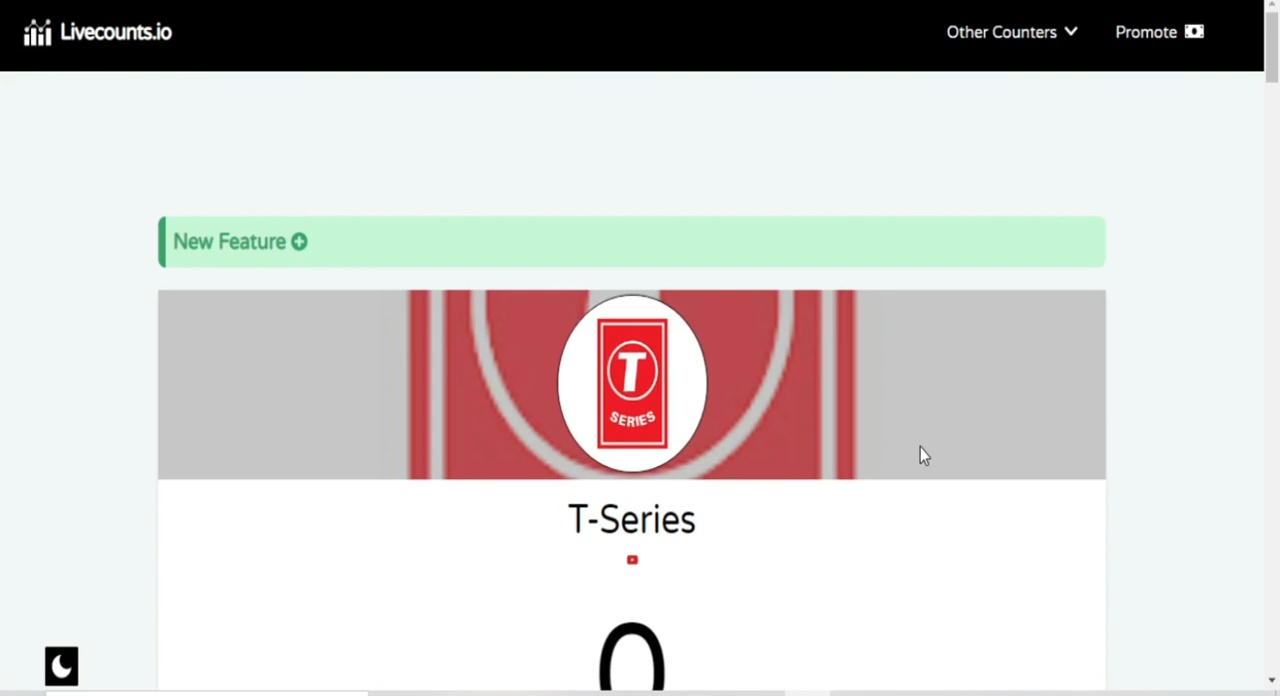 Livecounts.io
Other Counters
Promote
New Feature
T
SERIES
T-Series
0